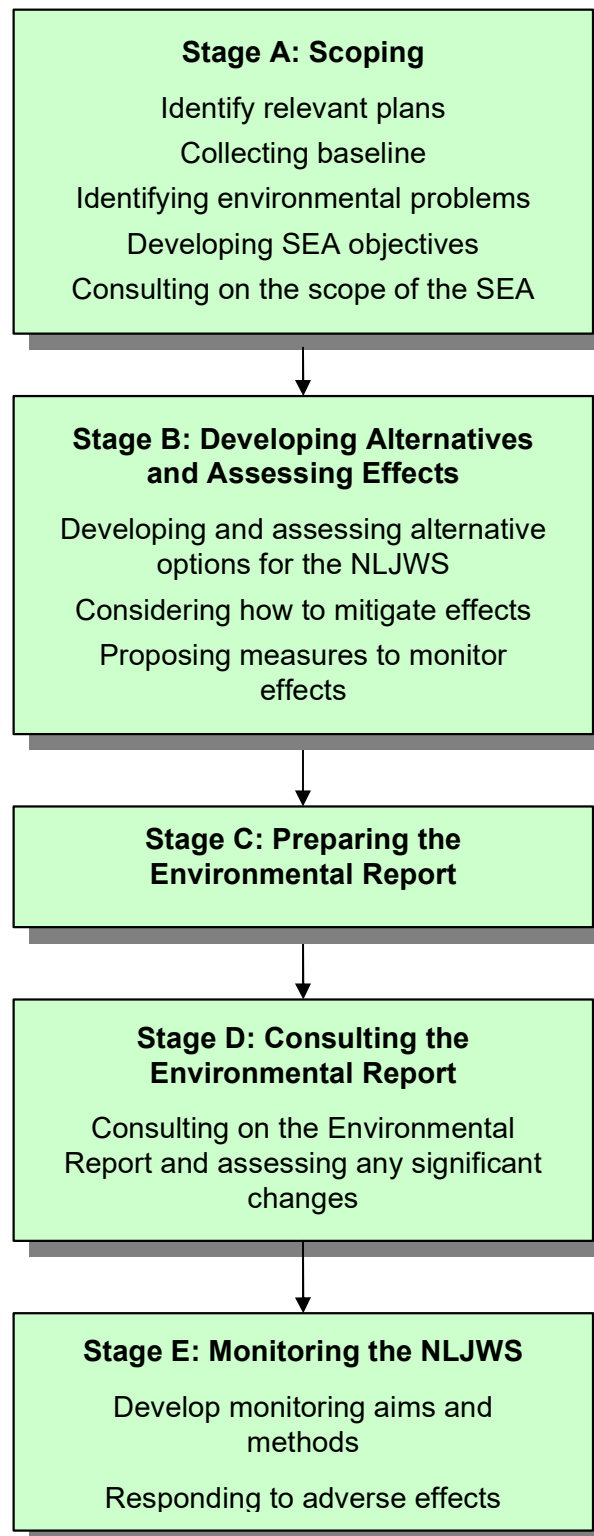 Stage A: Scoping
Identify relevant plans
Collecting baseline
Identifying environmental problems
Developing SEA objectives
Consulting on the scope of the SEA
Stage B: Developing Alternatives
and Assessing Effects
Developing and assessing alternative
options for the NLJWS
Considering how to mitigate effects
Proposing measures to monitor
effects
Stage C: Preparing the
Environmental Report
Stage D: Consulting the
Environmental Report
Consulting on the Environmental
Report and assessing any significant
changes
Stage E: Monitoring the NLJWS
Develop monitoring aims and
methods
Responding to adverse effects